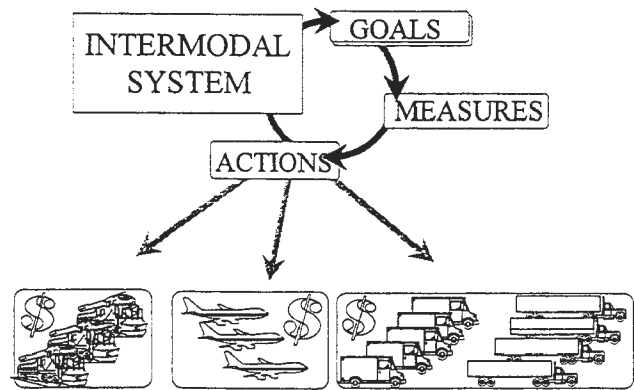 INTERMODAL
SYSTEM
GOALS
MEASURES
ACTIONS
$
$
$